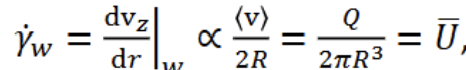 γ̇_w = dv_z/dr|_w ∝ ⟨v⟩/2R = Q/2πR³ = U̅,